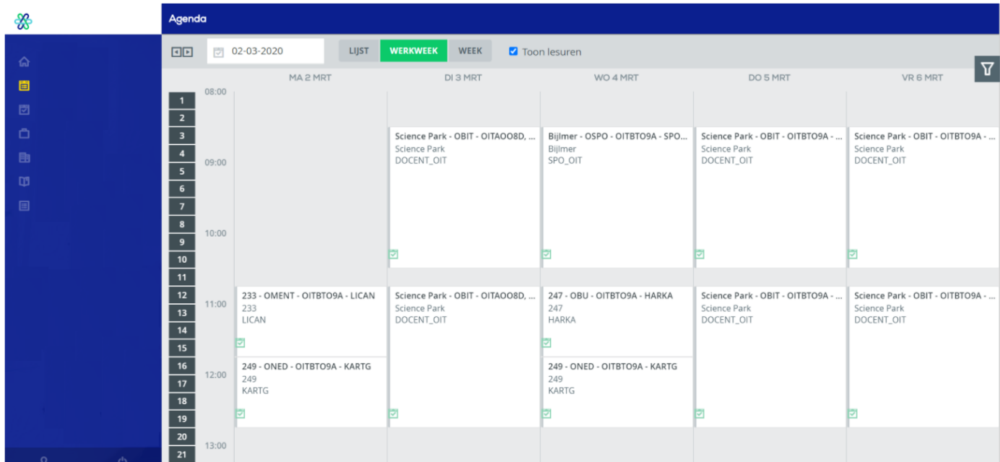 Agenda
02-03-2020
LIJST
WERKWEEK
WEEK
Toon lesuren
MA 2 MRT
DI 3 MRT
WO 4 MRT
DO 5 MRT
VR 6 MRT
08:00
09:00
10:00
11:00
12:00
13:00
1
2
3
4
5
6
7
8
9
10
11
12
13
14
15
16
17
18
19
20
21
233 - OMENT - OITBTO9A - LICAN
233
LICAN
249 - ONED - OITBTO9A - KARTG
249
KARTG
Science Park - OBIT - OITAOO8D, ...
Science Park
DOCENT_OIT
Science Park - OBIT - OITAOO8D, ...
Science Park
DOCENT_OIT
Bijlmer - OSPO - OITBTO9A - SPO...
Bijlmer
SPO_OIT
247 - OBU - OITBTO9A - HARKA
247
HARKA
249 - ONED - OITBTO9A - KARTG
249
KARTG
Science Park - OBIT - OITBTO9A - ...
Science Park
DOCENT_OIT
Science Park - OBIT - OITBTO9A - ...
Science Park
DOCENT_OIT
Science Park - OBIT - OITBTO9A - ...
Science Park
DOCENT_OIT
Science Park - OBIT - OITBTO9A - ...
Science Park
DOCENT_OIT